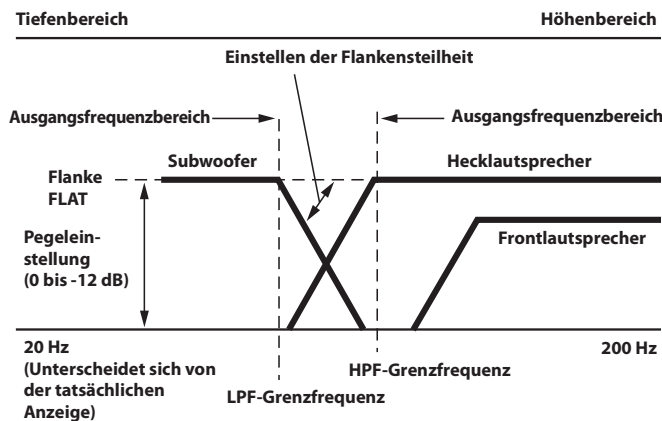 Tiefenbereich
Höhenbereich
Einstellen der Flankensteilheit
Ausgangsfrequenzbereich
Ausgangsfrequenzbereich
Subwoofer
Hecklautsprecher
Flanke
FLAT
Frontlautsprecher
Pegelein-
stellung
(0 bis -12 dB)
20 Hz
(Unterscheidet sich von
der tatsächlichen
Anzeige)
200 Hz
HPF-Grenzfrequenz
LPF-Grenzfrequenz